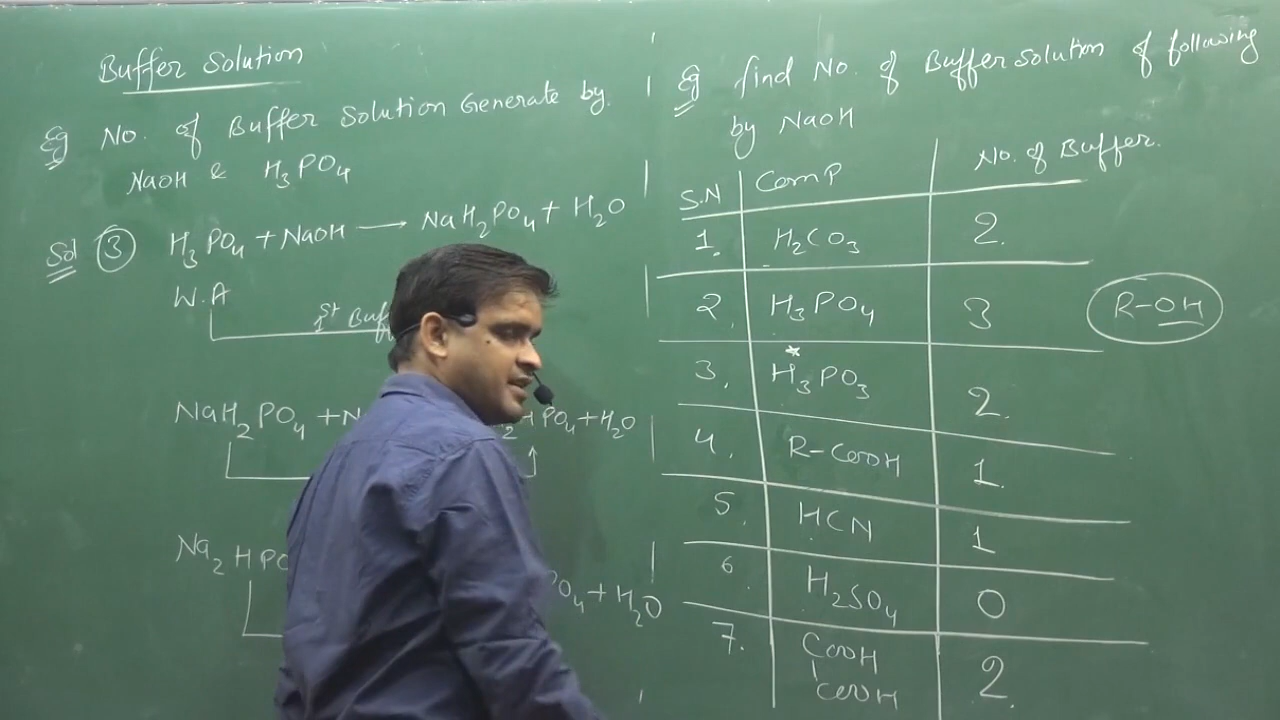 Buffer Solution
Eg No. of Buffer Solution Generate by
NaOH & H3PO4
Sol ③ H3PO4 + NaOH → NaH2PO4 + H2O
W.A
1st Buff
NaH2PO4 + N
2HPO4 + H2O
Na2HPO
PO4 + H2O
Eg find No. of Buffer Solution of following
by NaOH
S.N Comp No. of Buffer.
1. H2CO3 2.
2. H3PO4 3
R-OH
*
3. H3PO3 2.
4. R-COOH 1.
5. HCN 1
6. H2SO4 0
7. COOH
COOH 2